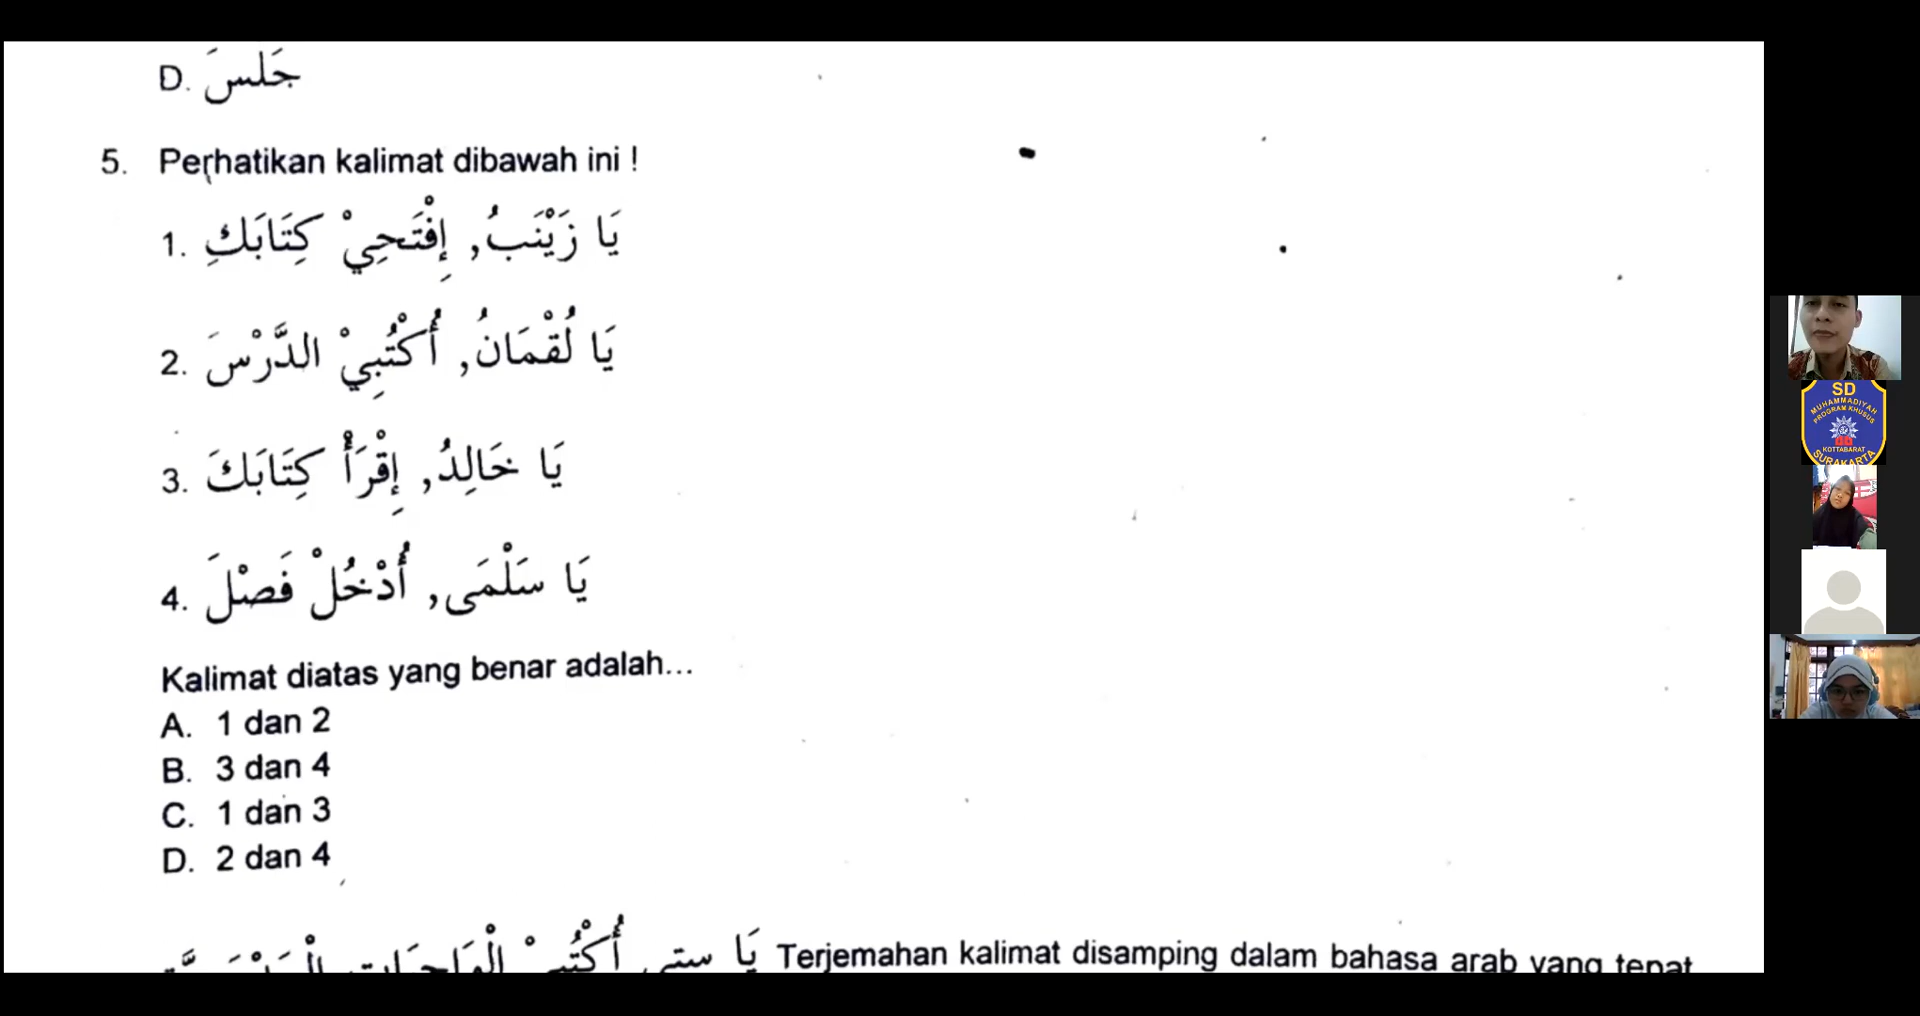 D. جَلَسَ
5. Perhatikan kalimat dibawah ini !
1. يَا زَيْنَبُ, إِفْتَحِيْ كِتَابَكِ
2. يَا لُقْمَانُ, أُكْتُبِيْ الدَّرْسَ
3. يَا خَالِدُ, إِقْرَأْ كِتَابَكَ
4. يَا سَلْمَى, أُدْخُلْ فَصْلَ
Kalimat diatas yang benar adalah...
A. 1 dan 2
B. 3 dan 4
C. 1 dan 3
D. 2 dan 4
يَا ستي Terjemahan kalimat disamping dalam bahasa arab yang tepat
SD
MUHAMMADIYAH
PROGRAM KHUSUS
KOTTABARAT
SURAKARTA